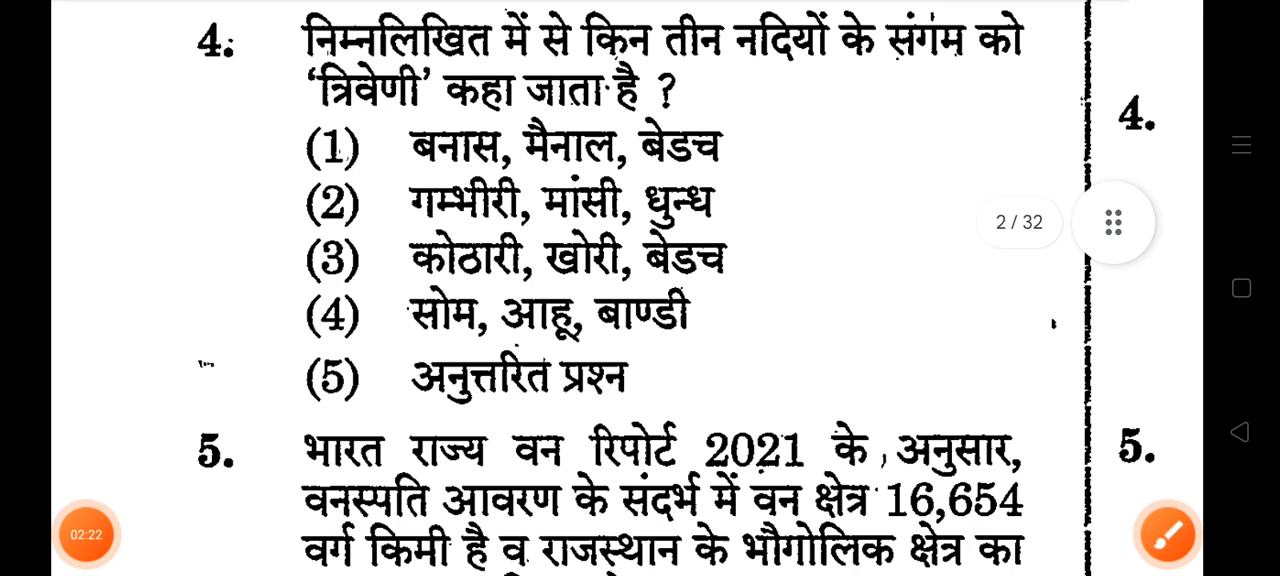 4. निम्नलिखित में से किन तीन नदियों के संगम को
'त्रिवेणी' कहा जाता है ?
4.
(1) बनास, मैनाल, बेडच
(2) गम्भीरी, मांसी, धुन्ध
2 / 32
(3) कोठारी, खोरी, बेडच
(4) सोम, आहू, बाण्डी
(5) अनुत्तरित प्रश्न
5. भारत राज्य वन रिपोर्ट 2021 के अनुसार,
5.
वनस्पति आवरण के संदर्भ में वन क्षेत्र 16,654
02:22
वर्ग किमी है व राजस्थान के भौगोलिक क्षेत्र का